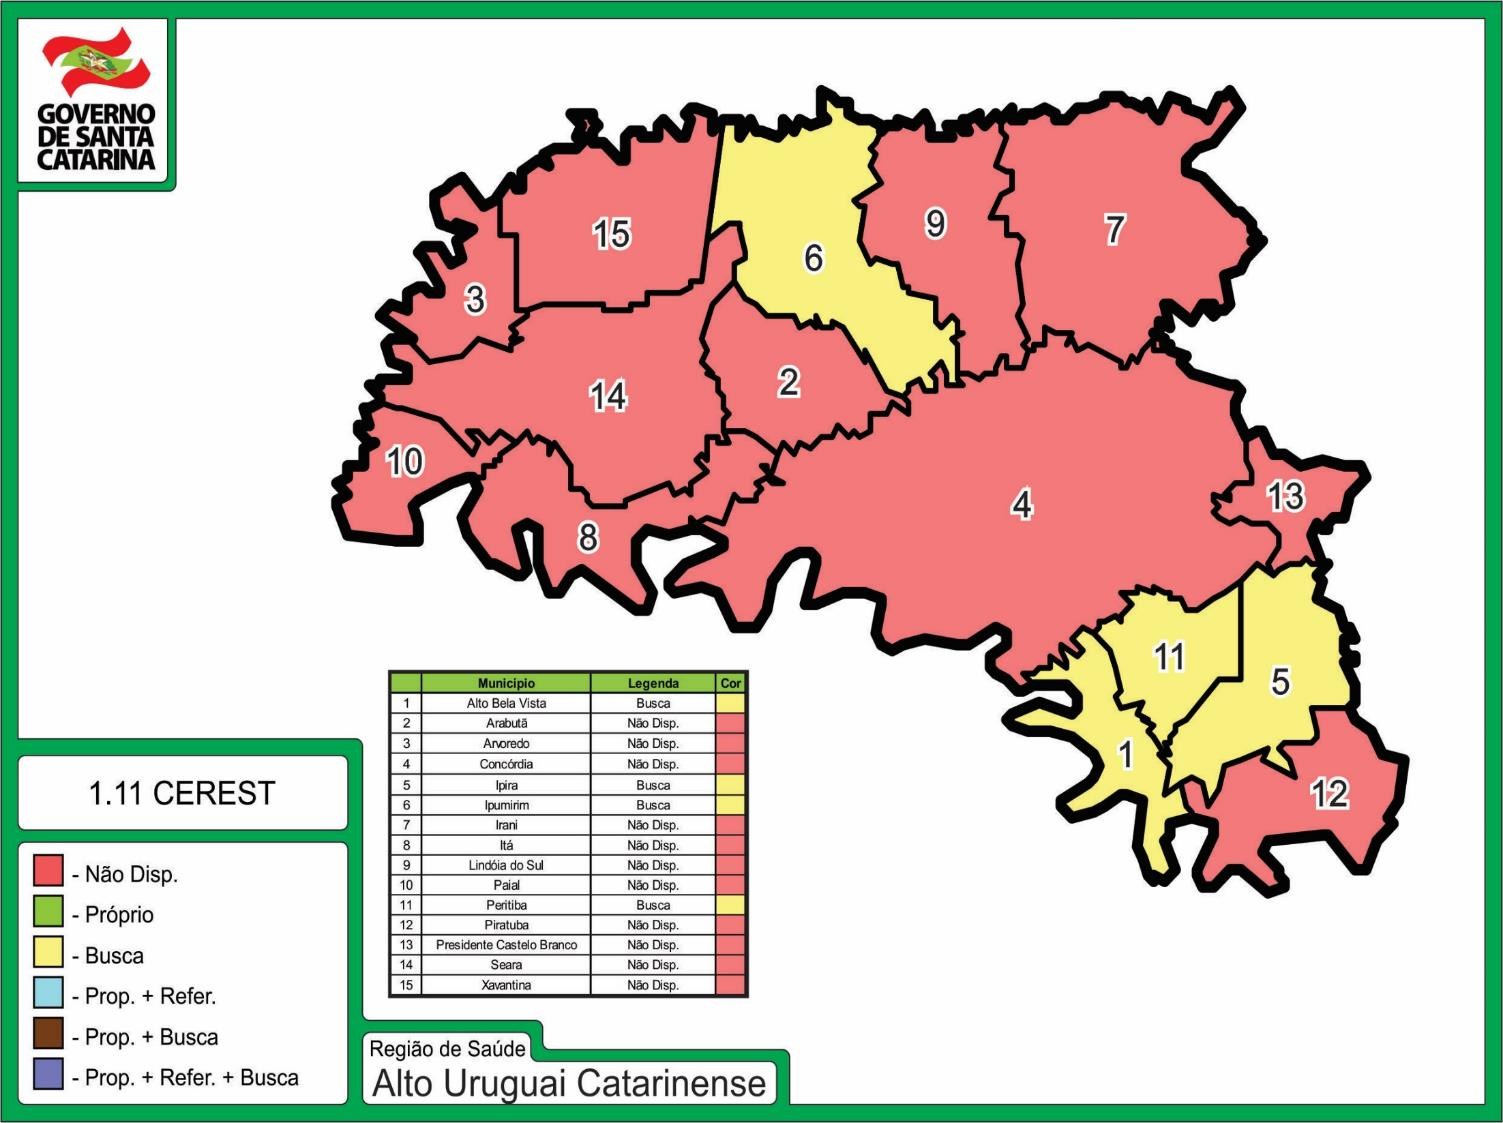 GOVERNO
DE SANTA
CATARINA
15
6
9
7
3
14
2
10
8
4
13
11
5
1
12
Municipio Legenda Cor
1 Alto Bela Vista Busca
2 Arabutã Não Disp.
3 Arvoredo Não Disp.
4 Concórdia Não Disp.
5 Ipira Busca
6 Ipumirim Busca
7 Irani Não Disp.
8 Itá Não Disp.
9 Lindóia do Sul Não Disp.
10 Paial Não Disp.
11 Peritiba Busca
12 Piratuba Não Disp.
13 Presidente Castelo Branco Não Disp.
14 Seara Não Disp.
15 Xavantina Não Disp.
1.11 CEREST
- Não Disp.
- Próprio
- Busca
- Prop. + Refer.
- Prop. + Busca
- Prop. + Refer. + Busca
Região de Saúde
Alto Uruguai Catarinense